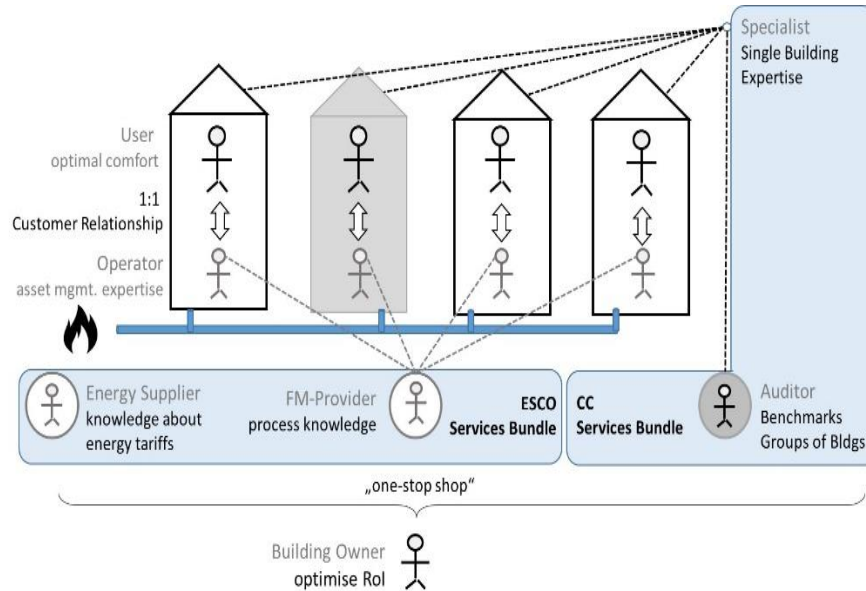 Specialist
Single Building
Expertise
User
optimal comfort
1:1
Customer Relationship
Operator
asset mgmt. expertise
Energy Supplier
knowledge about
energy tariffs
FM-Provider
process knowledge
ESCO
Services Bundle
CC
Services Bundle
Auditor
Benchmarks
Groups of Bldgs
„one-stop shop“
Building Owner
optimise RoI